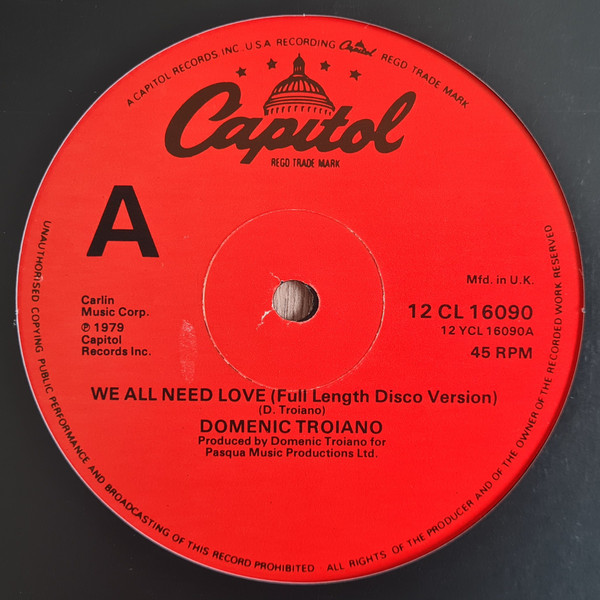 A CAPITOL RECORDS INC. U.S.A RECORDING Capitol REGD TRADE MARK
Capitol
REGD TRADE MARK
A
Mfd. in U.K.
Carlin
Music Corp.
℗ 1979
Capitol
Records Inc.
12 CL 16090
12 YCL 16090A
45 RPM
WE ALL NEED LOVE (Full Length Disco Version)
(D. Troiano)
DOMENIC TROIANO
Produced by Domenic Troiano for
Pasqua Music Productions Ltd.
UNAUTHORISED COPYING PUBLIC PERFORMANCE AND BROADCASTING OF THIS RECORD PROHIBITED · ALL RIGHTS OF THE PRODUCER AND OF THE OWNER OF THE RECORDED WORK RESERVED